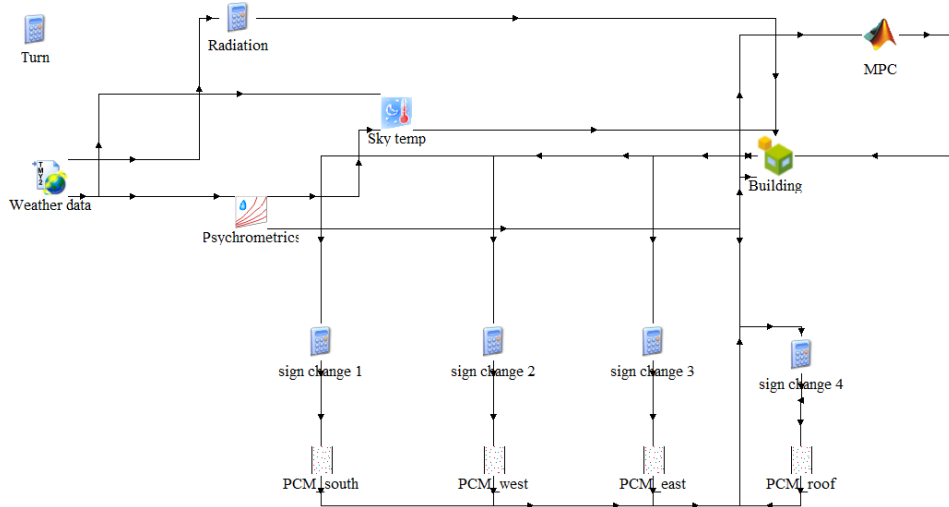 Turn
Radiation
MPC
Sky temp
TMY2
Weather data
Building
Psychrometrics
sign change 1
sign change 2
sign change 3
sign change 4
PCM_south
PCM_west
PCM_east
PCM_roof